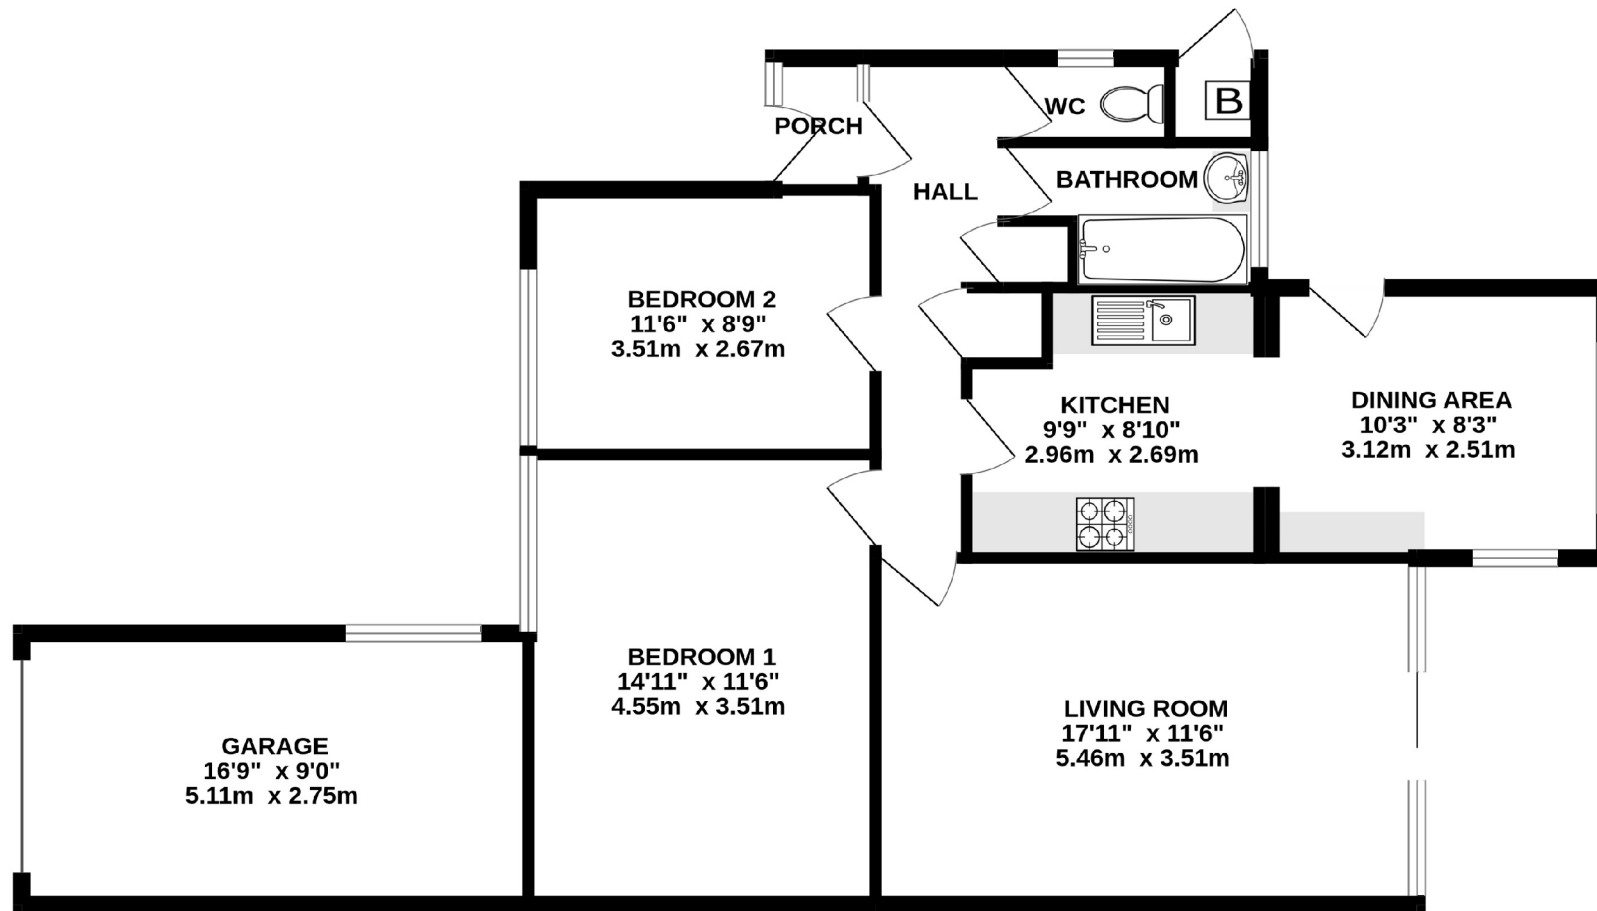 WC
B
PORCH
BATHROOM
HALL
BEDROOM 2
11'6" x 8'9"
3.51m x 2.67m
KITCHEN
9'9" x 8'10"
2.96m x 2.69m
DINING AREA
10'3" x 8'3"
3.12m x 2.51m
BEDROOM 1
14'11" x 11'6"
4.55m x 3.51m
LIVING ROOM
17'11" x 11'6"
5.46m x 3.51m
GARAGE
16'9" x 9'0"
5.11m x 2.75m